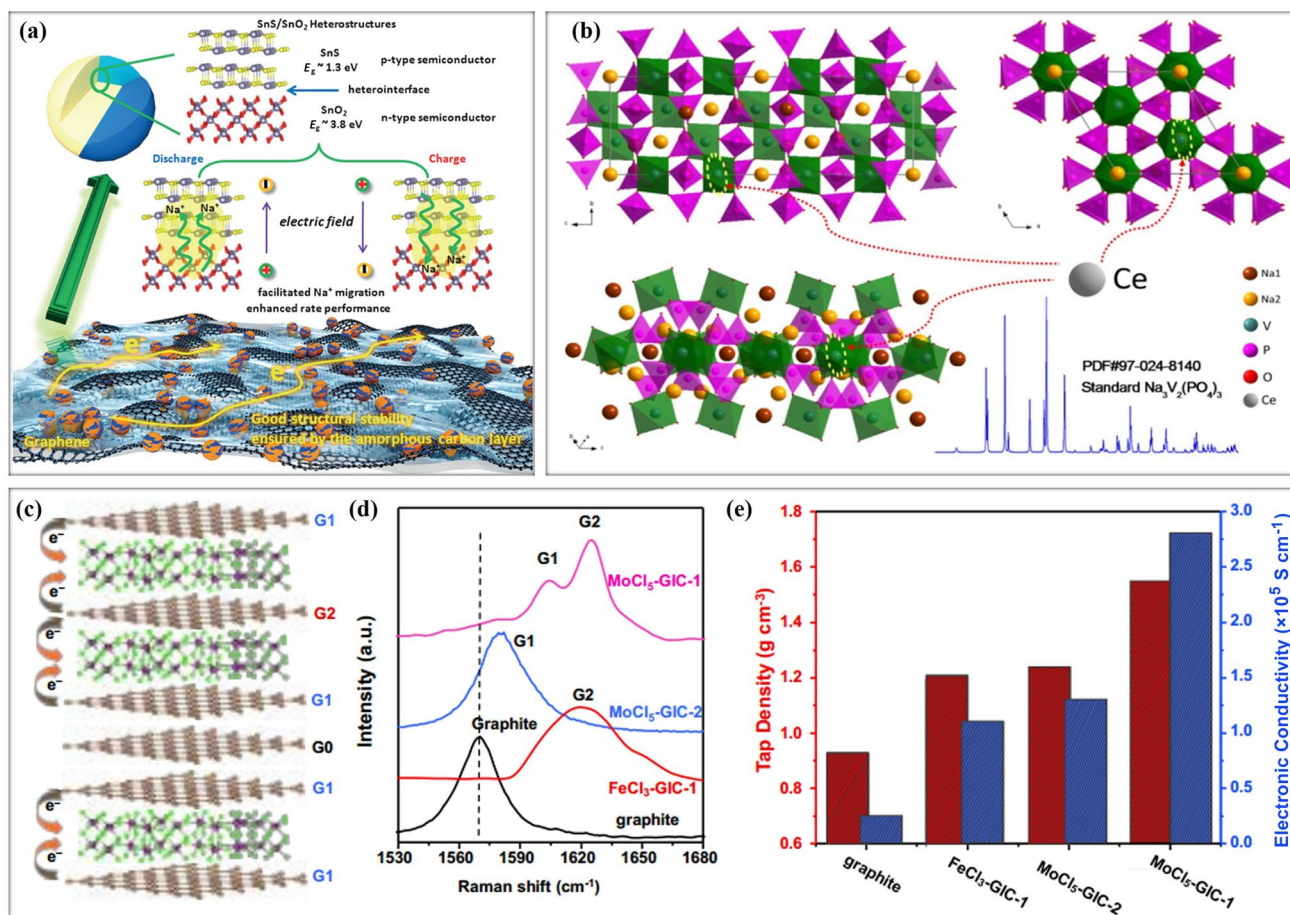 (a)
SnS/SnO₂ Heterostructures
SnS
E_g ~ 1.3 eV
p-type semiconductor
heterointerface
SnO₂
E_g ~ 3.8 eV
n-type semiconductor
Discharge
Charge
Na⁺ Na⁺
electric field
Na⁺ Na⁺
facilitated Na⁺ migration
enhanced rate performance
e⁻
e⁻
Good structural stability
ensured by the amorphous carbon layer
Graphene
(b)
b
c
b
a
b
a
c
Ce
Na1
Na2
V
P
O
Ce
PDF#97-024-8140
Standard Na₃V₂(PO₄)₃
(c)
G1
e⁻
e⁻
G2
e⁻
e⁻
G1
G0
G1
e⁻
e⁻
G1
(d)
Intensity (a.u.)
G2
G1
MoCl₅-GIC-1
G1
MoCl₅-GIC-2
G2
Graphite
FeCl₃-GIC-1
graphite
1530 1560 1590 1620 1650 1680
Raman shift (cm⁻¹)
(e)
Tap Density (g cm⁻³)
1.8
1.6
1.4
1.2
1.0
0.8
0.6
3.0
2.5
2.0
1.5
1.0
0.5
0.0
Electronic Conductivity (×10⁵ S cm⁻¹)
graphite
FeCl₃-GIC-1
MoCl₅-GIC-2
MoCl₅-GIC-1